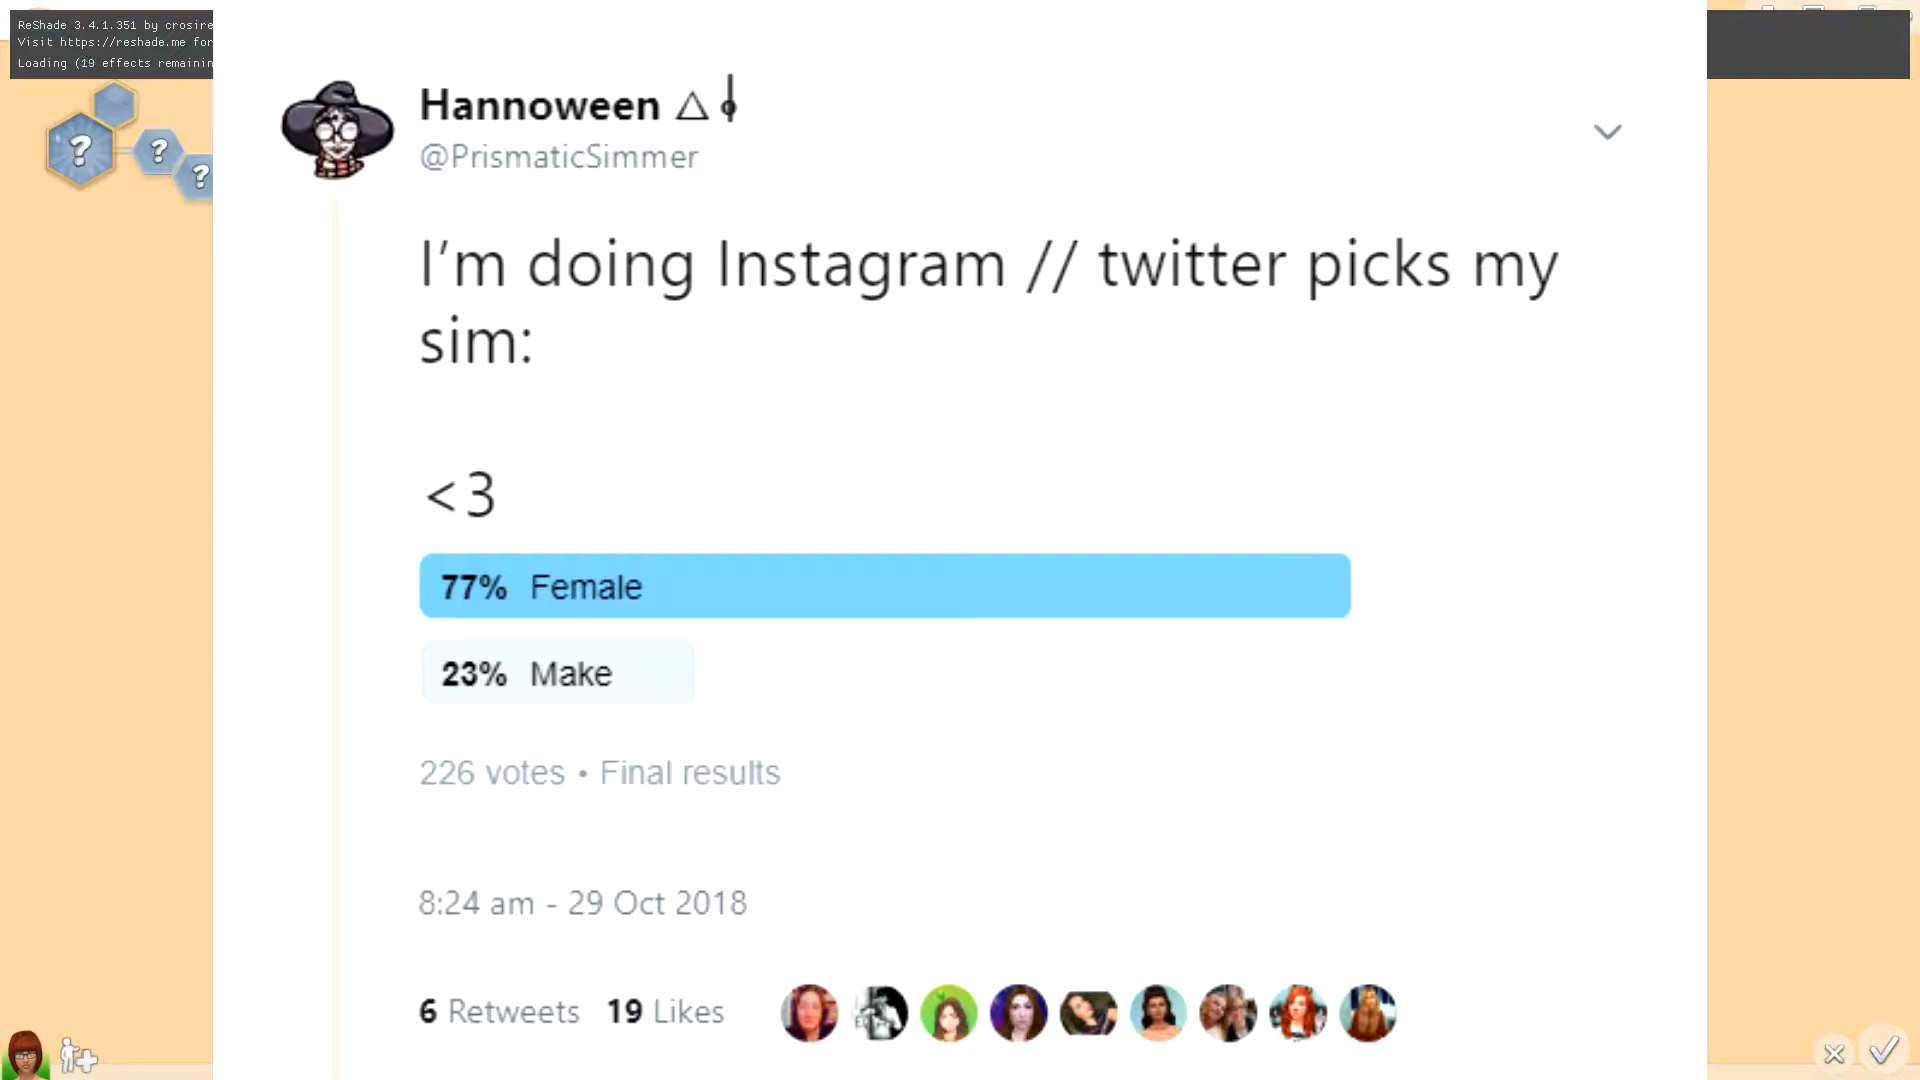 ReShade 3.4.1.351 by crosire
Visit https://reshade.me for
Loading (19 effects remainin
Hannoween △⍿
@PrismaticSimmer
I’m doing Instagram // twitter picks my
sim:
<3
77% Female
23% Make
226 votes • Final results
8:24 am - 29 Oct 2018
6 Retweets 19 Likes
? ? ?